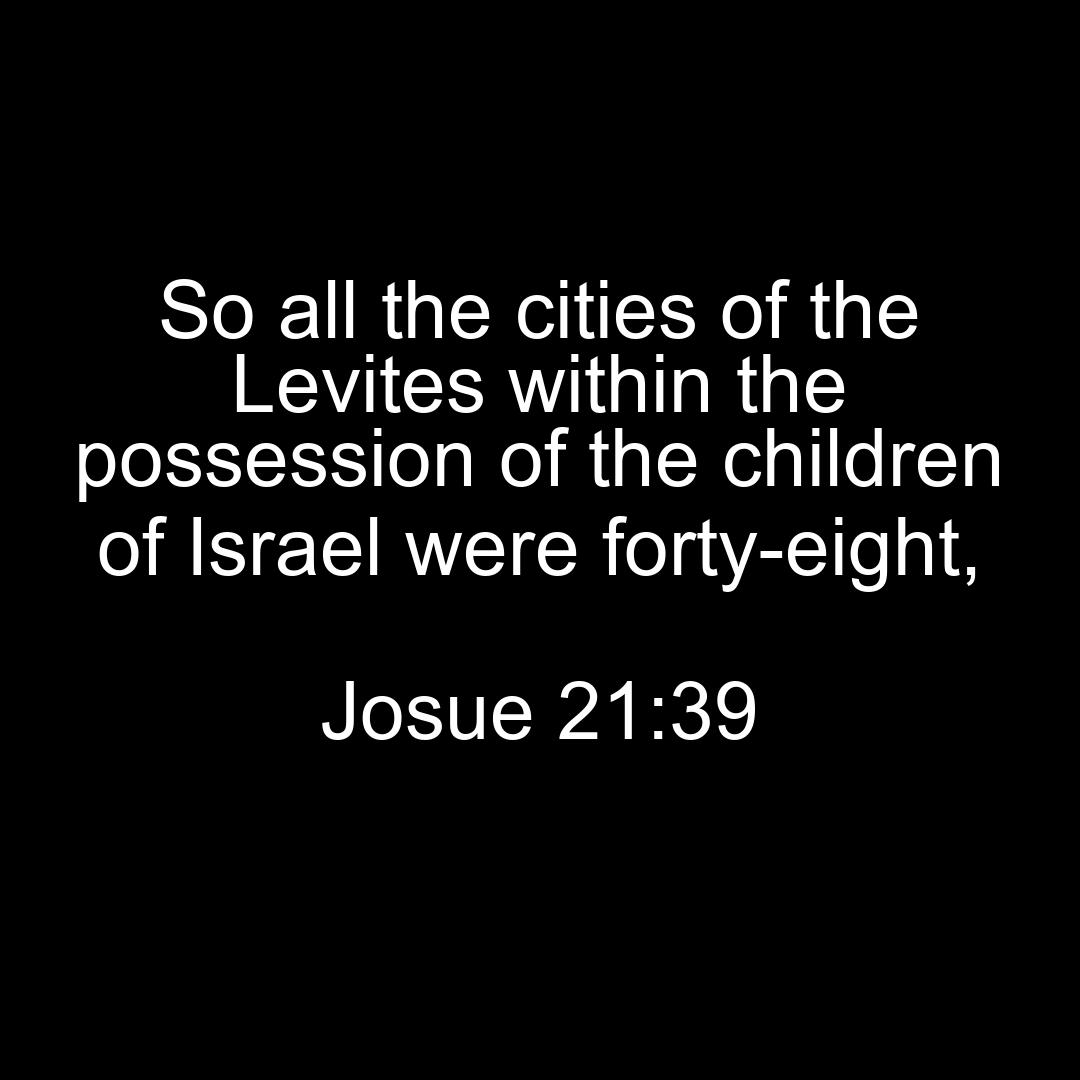 So all the cities of the
Levites within the
possession of the children
of Israel were forty-eight,
Josue 21:39